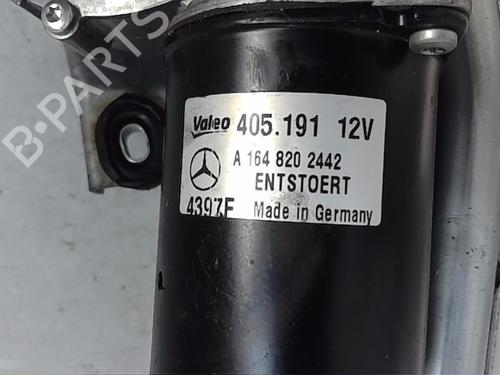 B-PARTS
Valeo 405.191 12V
A 164 820 2442
ENTSTOERT
4397F Made in Germany